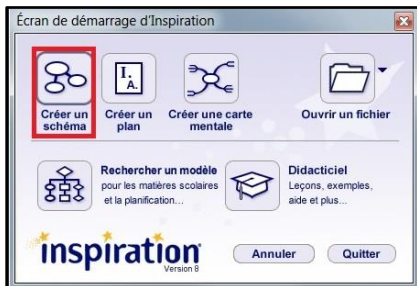 Écran de démarrage d'Inspiration
I.
A.
Créer un
schéma
Créer un
plan
Créer une carte
mentale
Ouvrir un fichier
Rechercher un modèle
pour les matières scolaires
et la planification...
Didacticiel
Leçons, exemples,
aide et plus...
inspiration
Version 8
Annuler
Quitter